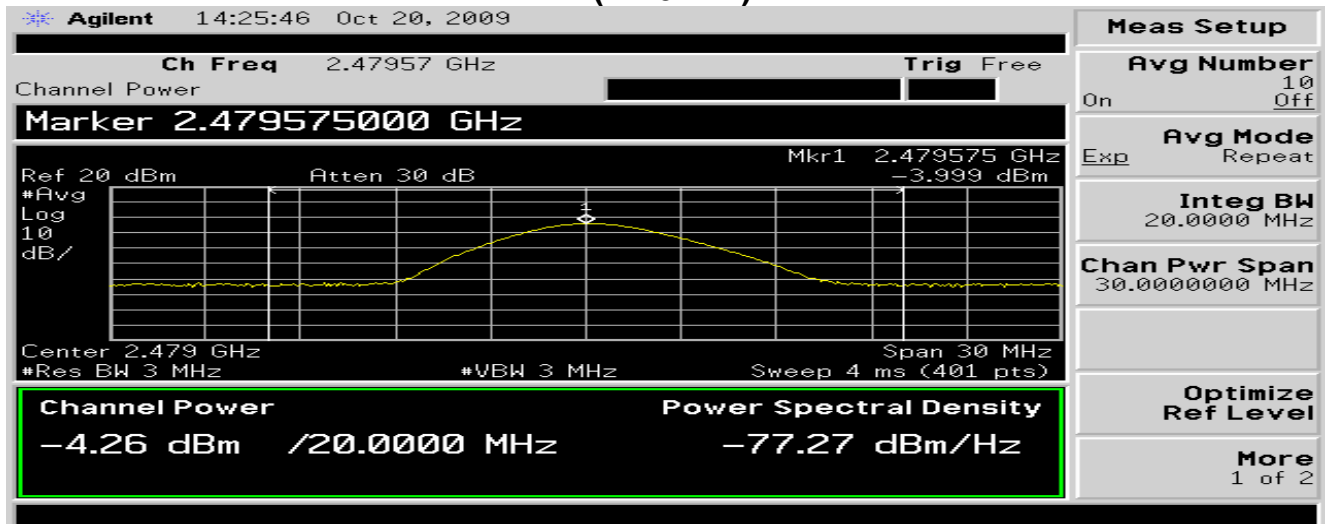 Agilent 14:25:46 Oct 20, 2009
Meas Setup
Ch Freq 2.47957 GHz Trig Free
Channel Power
Avg Number
10
On Off
Marker 2.479575000 GHz
Avg Mode
Exp Repeat
Mkr1 2.479575 GHz
Ref 20 dBm Atten 30 dB −3.999 dBm
#Avg
Log
10
dB/
1
Integ BW
20.0000 MHz
Chan Pwr Span
30.0000000 MHz
Center 2.479 GHz Span 30 MHz
#Res BW 3 MHz #VBW 3 MHz Sweep 4 ms (401 pts)
Channel Power Power Spectral Density
−4.26 dBm /20.0000 MHz −77.27 dBm/Hz
Optimize
Ref Level
More
1 of 2